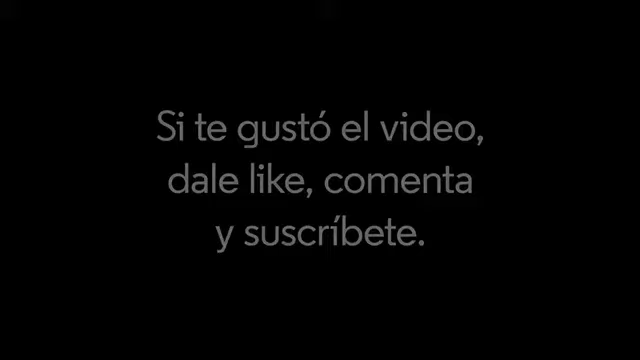 Si te gustó el video,
dale like, comenta
y suscríbete.